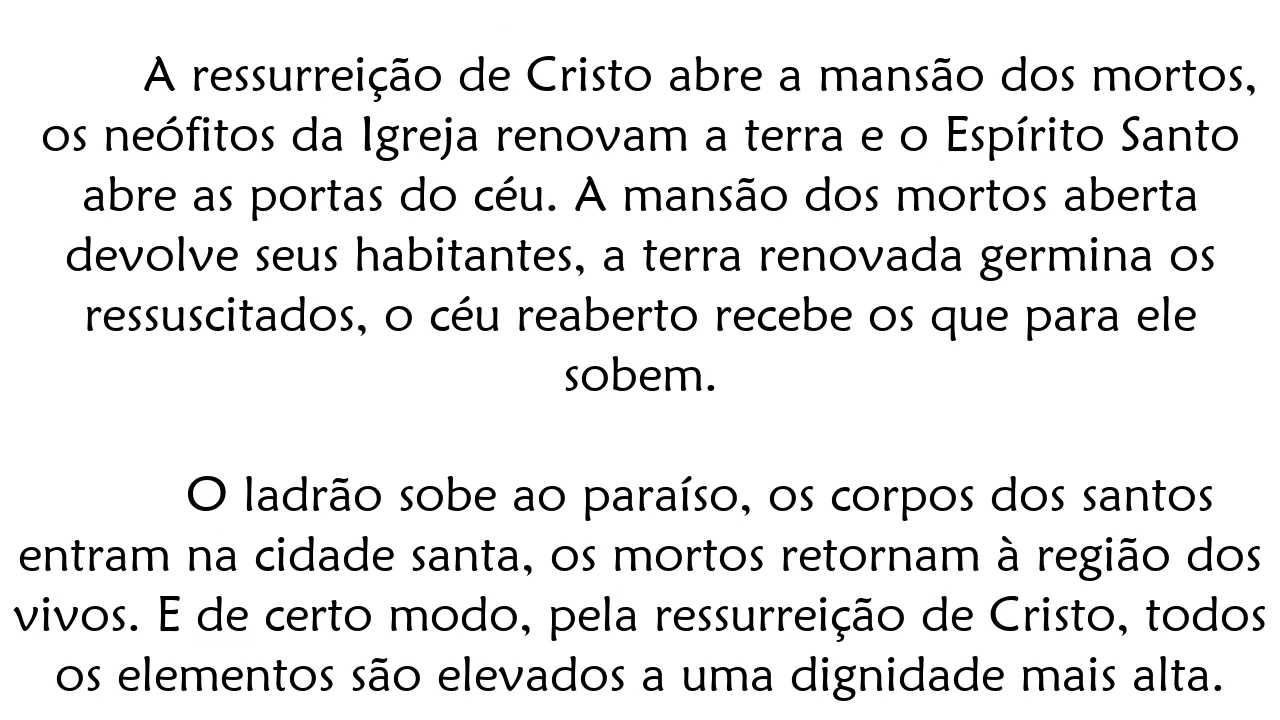 A ressurreição de Cristo abre a mansão dos mortos,
os neófitos da Igreja renovam a terra e o Espírito Santo
abre as portas do céu. A mansão dos mortos aberta
devolve seus habitantes, a terra renovada germina os
ressuscitados, o céu reaberto recebe os que para ele
sobem.
O ladrão sobe ao paraíso, os corpos dos santos
entram na cidade santa, os mortos retornam à região dos
vivos. E de certo modo, pela ressurreição de Cristo, todos
os elementos são elevados a uma dignidade mais alta.